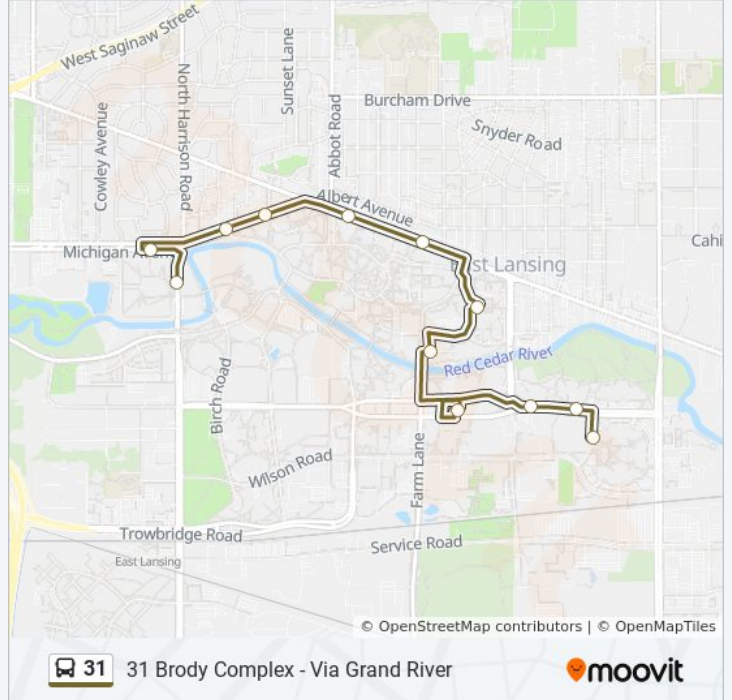 West Saginaw Street
North Harrison Road
Sunset Lane
Abbot Road
Burcham Drive
Snyder Road
Cowley Avenue
Albert Avenue
Michigan
East Lansing
Red Cedar River
Birch Road
Wilson Road
Farm Lane
Trowbridge Road
Service Road
East Lansing
© OpenStreetMap contributors | © OpenMapTiles
31 31 Brody Complex - Via Grand River
moovit